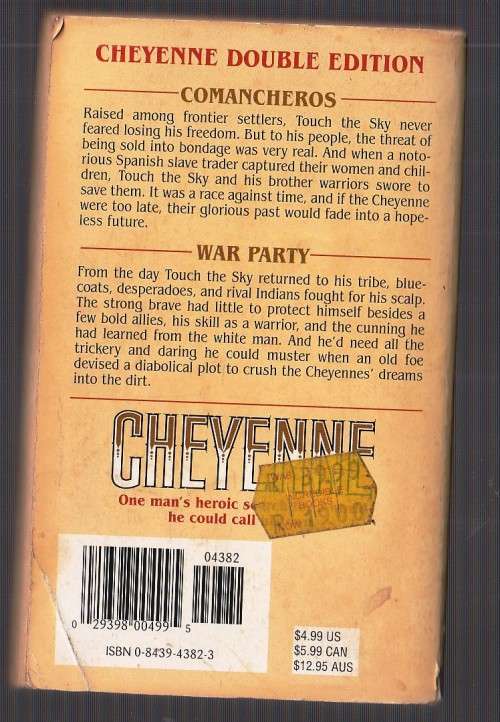 CHEYENNE DOUBLE EDITION
COMANCHEROS
Raised among frontier settlers, Touch the Sky never
feared losing his freedom. But to his people, the threat of
being sold into bondage was very real. And when a noto-
rious Spanish slave trader captured their women and chil-
dren, Touch the Sky and his brother warriors swore to
save them. It was a race against time, and if the Cheyenne
were too late, their glorious past would fade into a hope-
less future.
WAR PARTY
From the day Touch the Sky returned to his tribe, blue-
coats, desperadoes, and rival Indians fought for his scalp.
The strong brave had little to protect himself besides a
few bold allies, his skill as a warrior, and the cunning he
had learned from the white man. And he'd need all the
trickery and daring he could muster when an old foe
devised a diabolical plot to crush the Cheyennes' dreams
into the dirt.
CHEYENNE
One man's heroic
he could call
BOOKS
04382
0 29398 00499 5
ISBN 0-8439-4382-3
$4.99 US
$5.99 CAN
$12.95 AUS